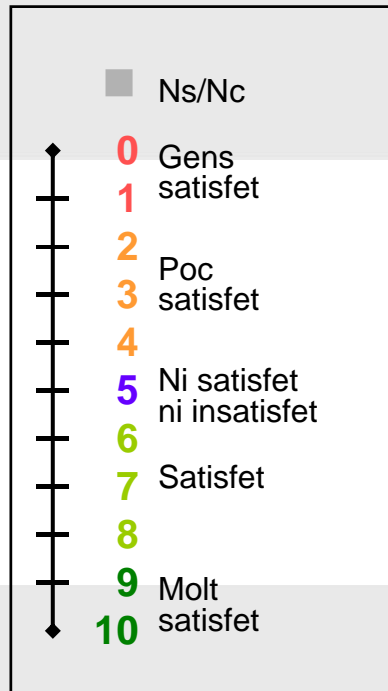 Ns/Nc
0 Gens
satisfet
1
2
Poc
3 satisfet
4
Ni satisfet
5 ni insatisfet
6
7 Satisfet
8
9 Molt
10 satisfet